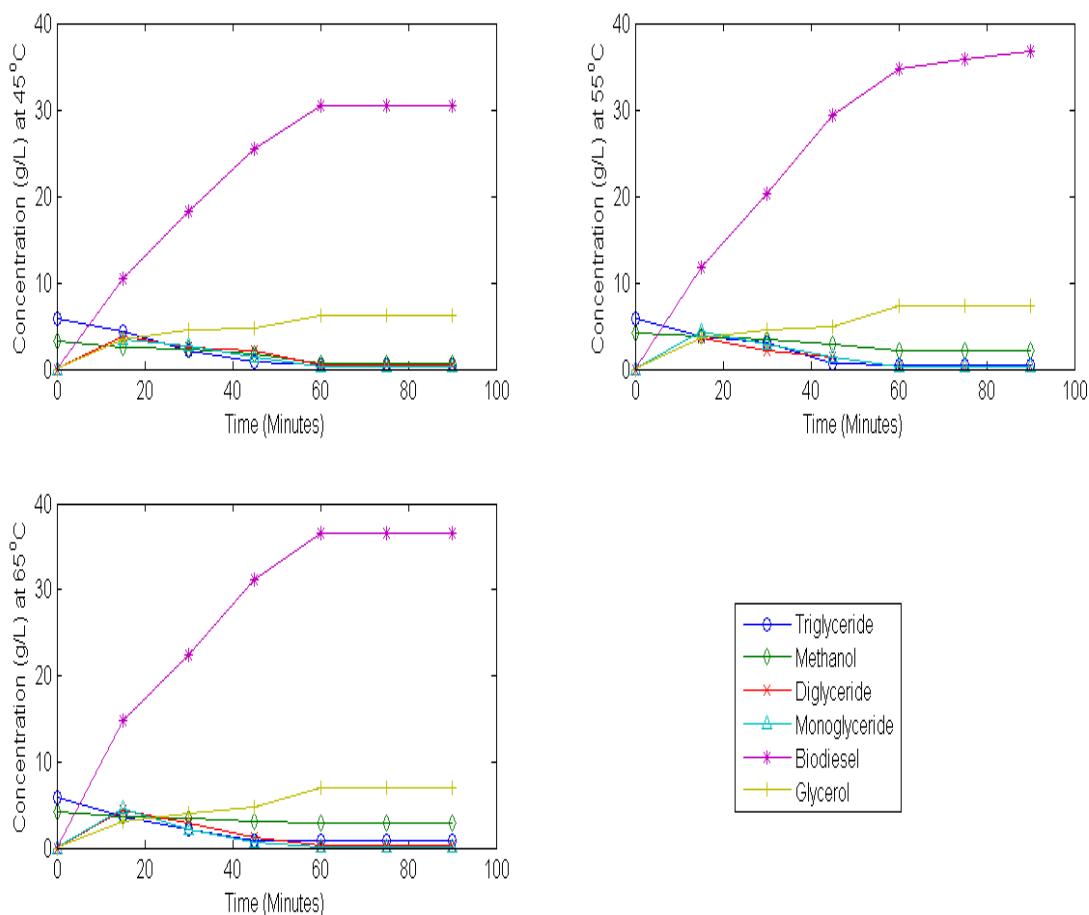 Concentration (g/L) at 45°C
40
30
20
10
0
0 20 40 60 80 100
Time (Minutes)
Concentration (g/L) at 55°C
40
30
20
10
0
0 20 40 60 80 100
Time (Minutes)
Concentration (g/L) at 65°C
40
30
20
10
0
0 20 40 60 80 100
Time (Minutes)
Triglyceride
Methanol
Diglyceride
Monoglyceride
Biodiesel
Glycerol